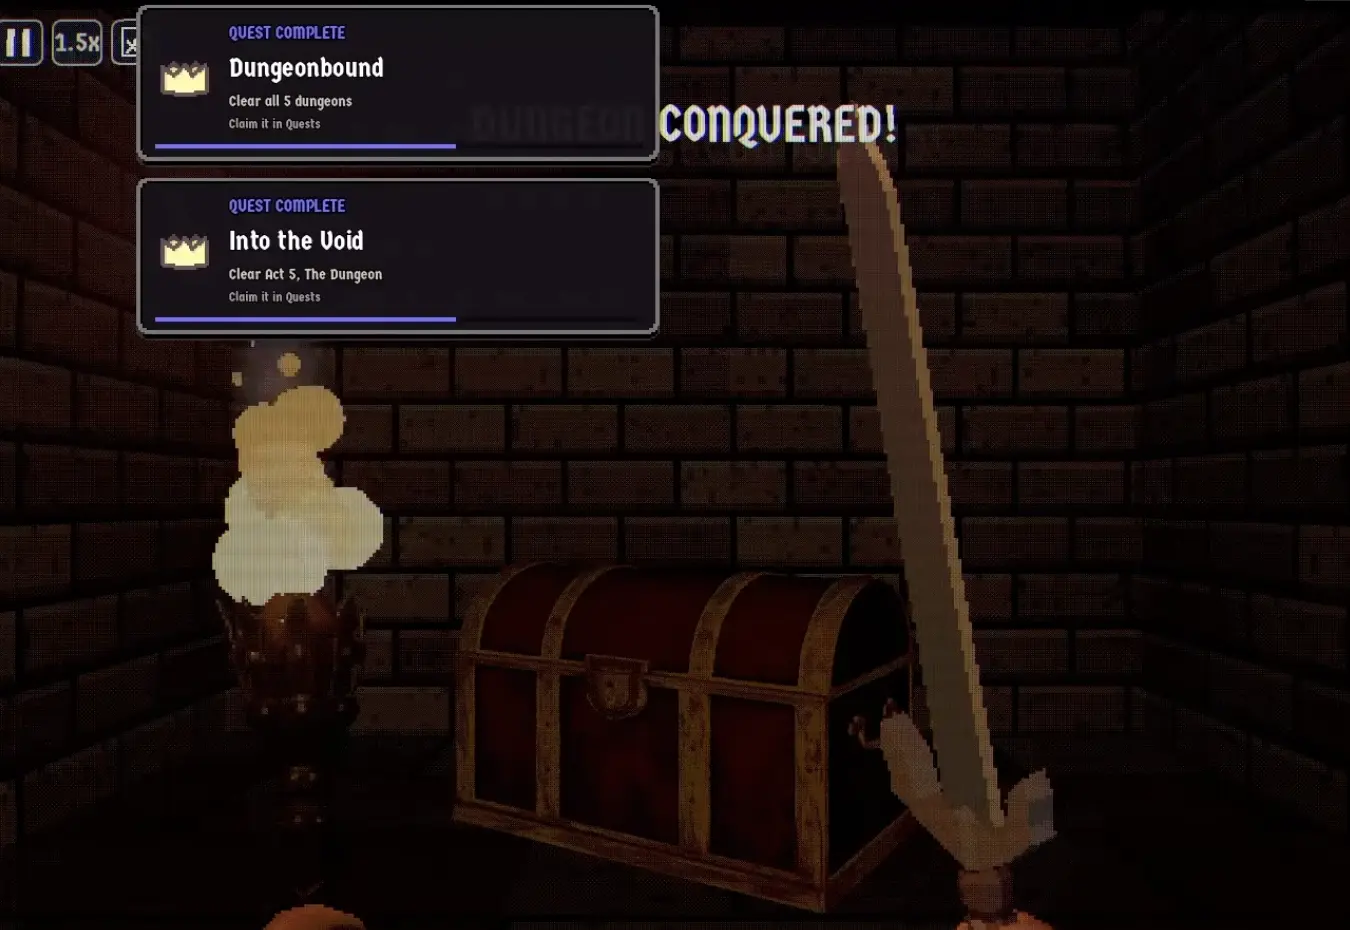 1.5x
QUEST COMPLETE
Dungeonbound
Clear all 5 dungeons
Claim it in Quests
DUNGEON CONQUERED!
QUEST COMPLETE
Into the Void
Clear Act 5, The Dungeon
Claim it in Quests